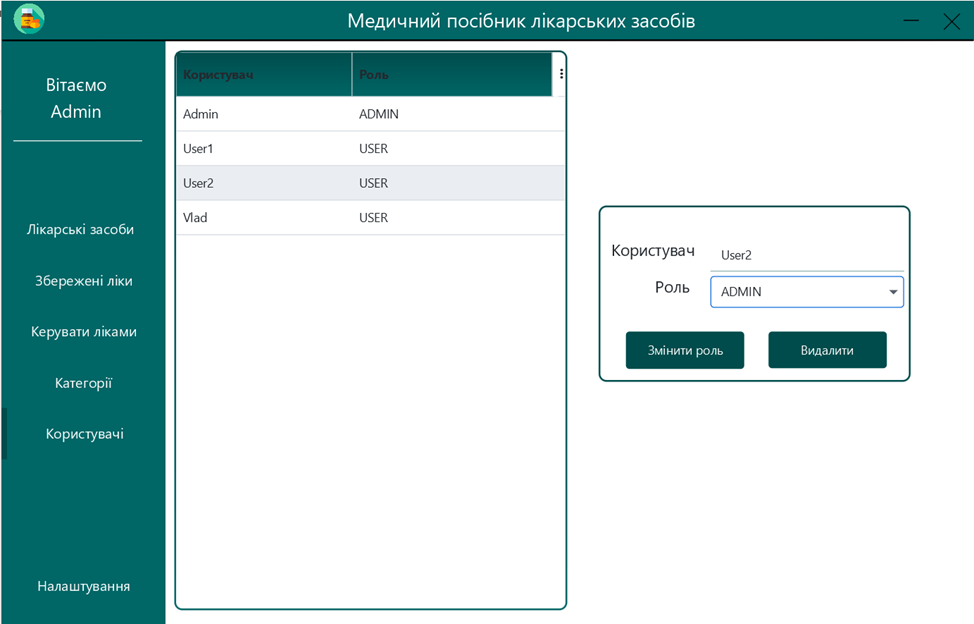 Медичний посібник лікарських засобів
Вітаємо
Admin
Лікарські засоби
Збережені ліки
Керувати ліками
Категорії
Користувачі
Налаштування
Користувач Роль
Admin ADMIN
User1 USER
User2 USER
Vlad USER
Користувач User2
Роль ADMIN
Змінити роль Видалити